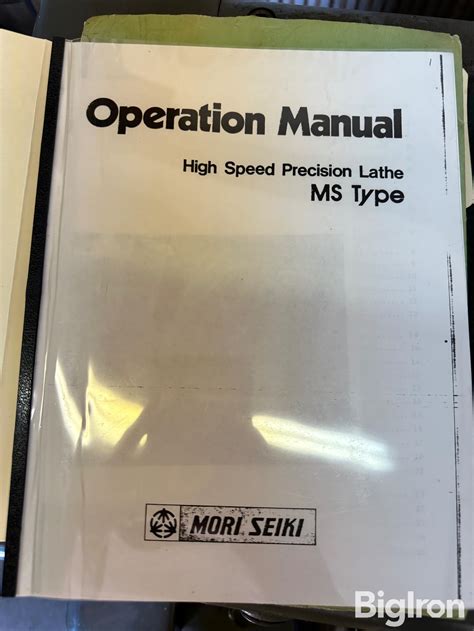 Operation Manual
High Speed Precision Lathe
MS Type
MORI SEIKI
BigIron